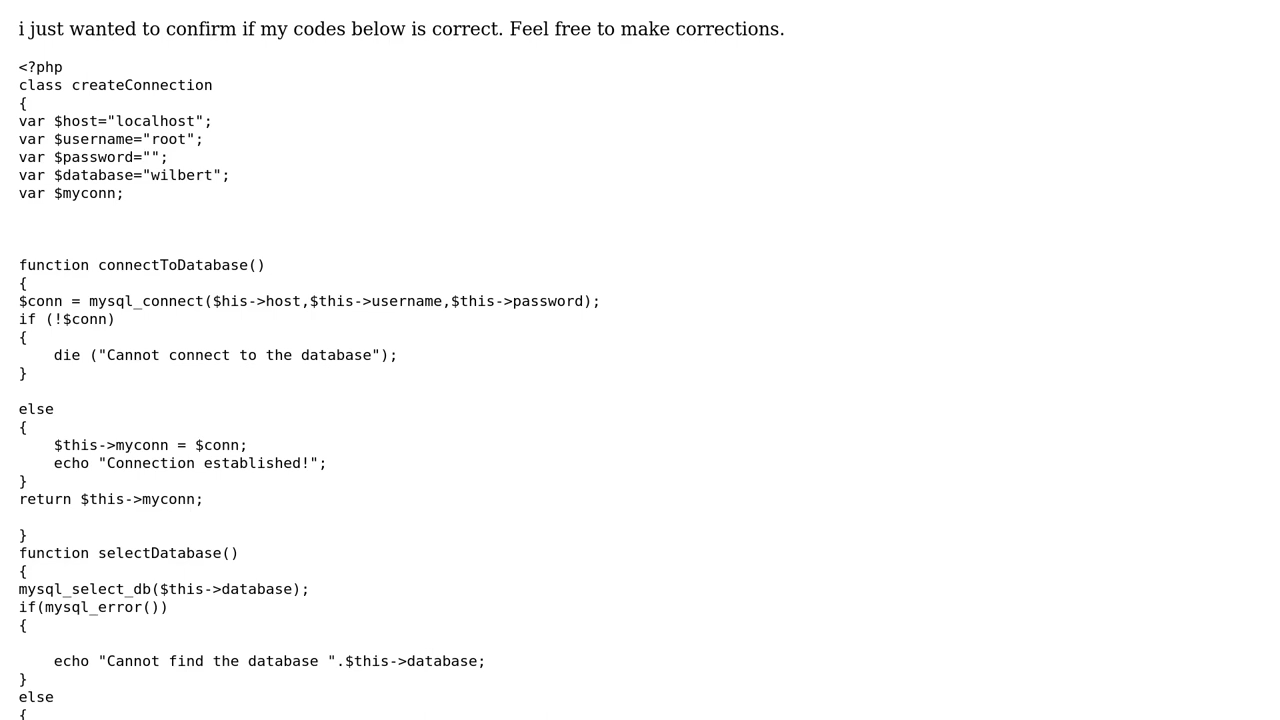 i just wanted to confirm if my codes below is correct. Feel free to make corrections.
<?php
class createConnection
{
var $host="localhost";
var $username="root";
var $password="";
var $database="wilbert";
var $myconn;
function connectToDatabase()
{
$conn = mysql_connect($his->host,$this->username,$this->password);
if (!$conn)
{
    die ("Cannot connect to the database");
}
else
{
    $this->myconn = $conn;
    echo "Connection established!";
}
return $this->myconn;
}
function selectDatabase()
{
mysql_select_db($this->database);
if(mysql_error())
{
    echo "Cannot find the database ".$this->database;
}
else
{